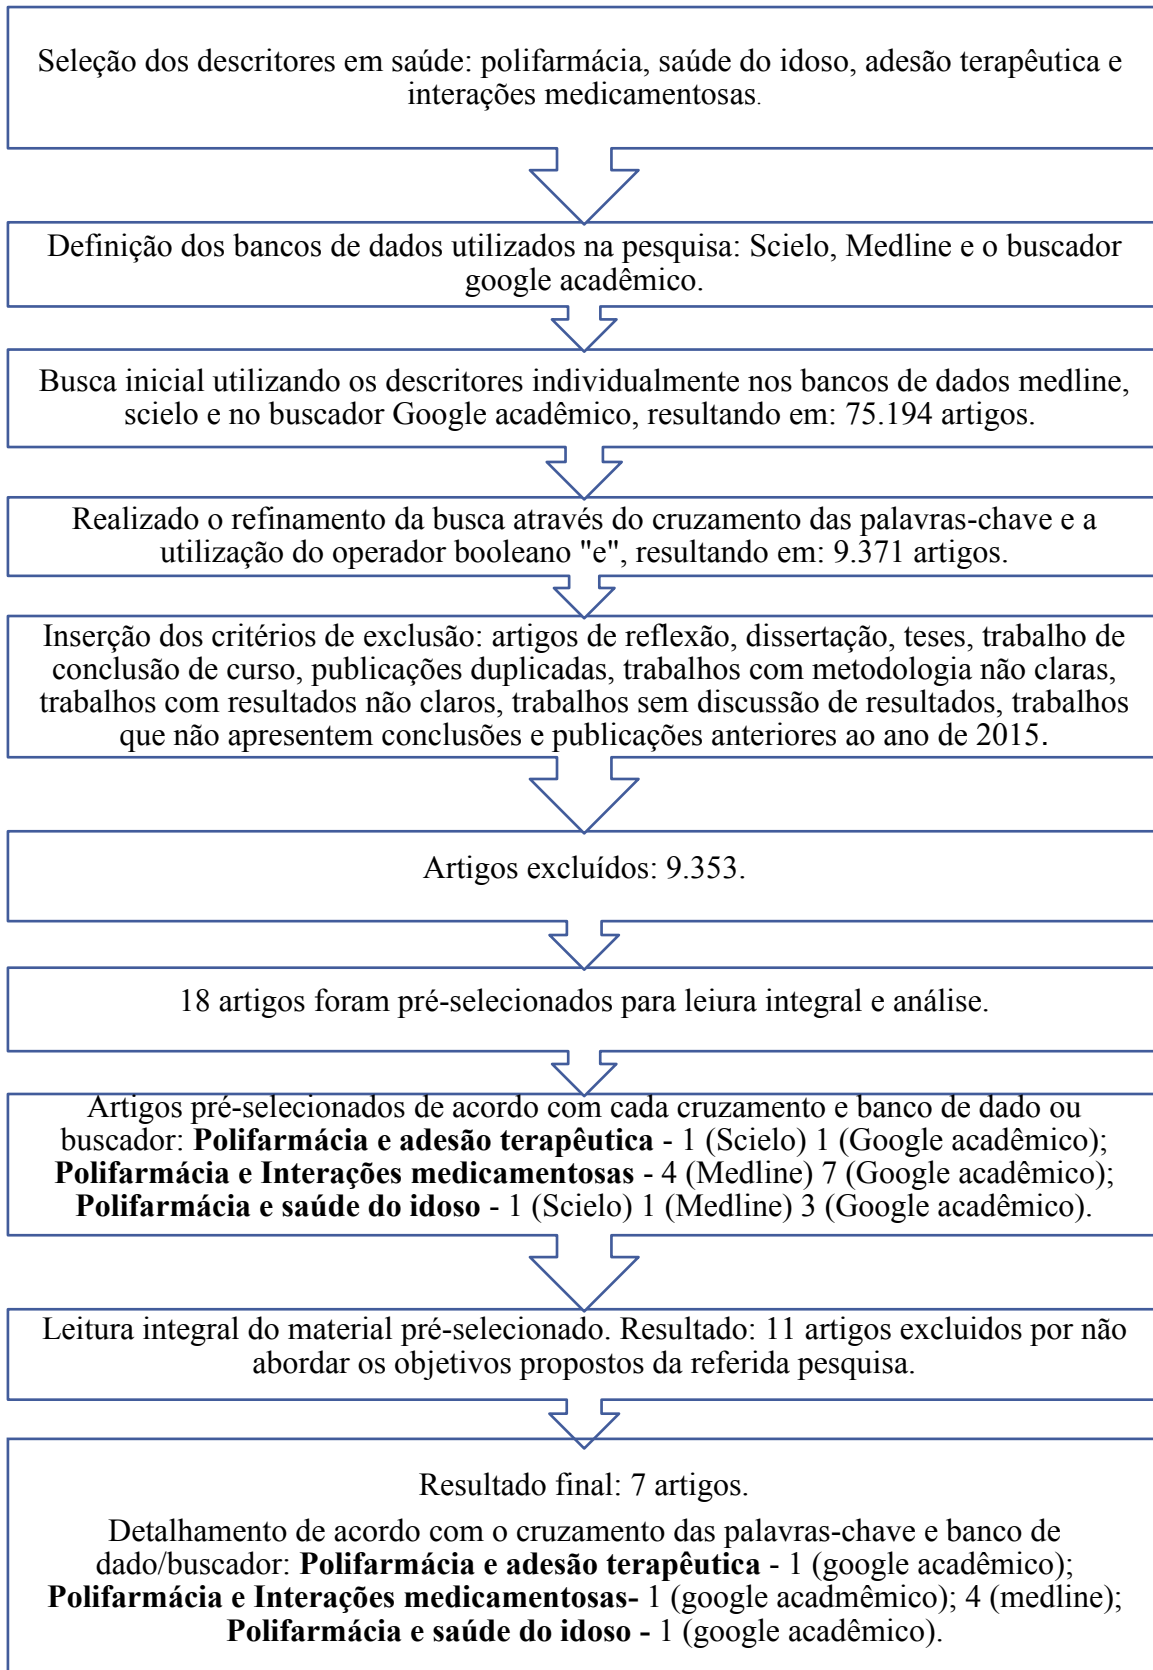 Seleção dos descritores em saúde: polifarmácia, saúde do idoso, adesão terapêutica e
interações medicamentosas.
Definição dos bancos de dados utilizados na pesquisa: Scielo, Medline e o buscador
google acadêmico.
Busca inicial utilizando os descritores individualmente nos bancos de dados medline,
scielo e no buscador Google acadêmico, resultando em: 75.194 artigos.
Realizado o refinamento da busca através do cruzamento das palavras-chave e a
utilização do operador booleano "e", resultando em: 9.371 artigos.
Inserção dos critérios de exclusão: artigos de reflexão, dissertação, teses, trabalho de
conclusão de curso, publicações duplicadas, trabalhos com metodologia não claras,
trabalhos com resultados não claros, trabalhos sem discussão de resultados, trabalhos
que não apresentem conclusões e publicações anteriores ao ano de 2015.
Artigos excluídos: 9.353.
18 artigos foram pré-selecionados para leiura integral e análise.
Artigos pré-selecionados de acordo com cada cruzamento e banco de dado ou
buscador: Polifarmácia e adesão terapêutica - 1 (Scielo) 1 (Google acadêmico);
Polifarmácia e Interações medicamentosas - 4 (Medline) 7 (Google acadêmico);
Polifarmácia e saúde do idoso - 1 (Scielo) 1 (Medline) 3 (Google acadêmico).
Leitura integral do material pré-selecionado. Resultado: 11 artigos excluidos por não
abordar os objetivos propostos da referida pesquisa.
Resultado final: 7 artigos.
Detalhamento de acordo com o cruzamento das palavras-chave e banco de
dado/buscador: Polifarmácia e adesão terapêutica - 1 (google acadêmico);
Polifarmácia e Interações medicamentosas- 1 (google acadmêmico); 4 (medline);
Polifarmácia e saúde do idoso - 1 (google acadêmico).